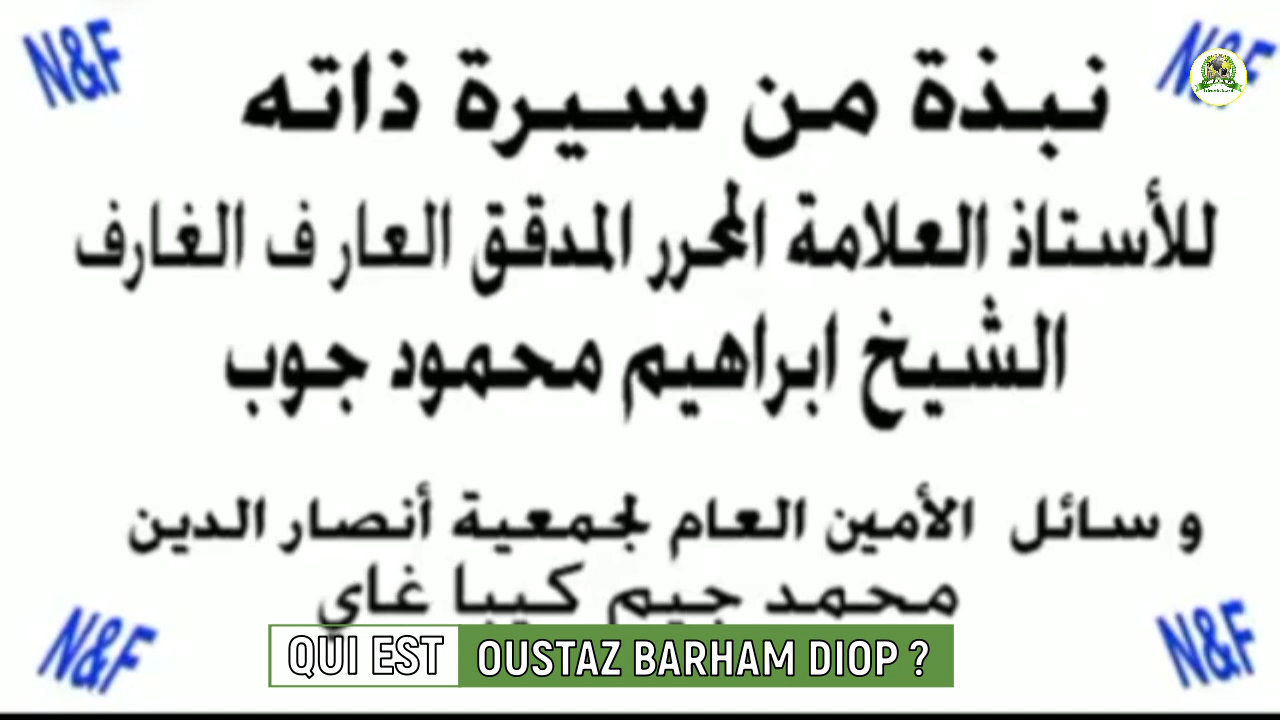 N&F
N&F
نبذة من سيرة ذاته
للأستاذ العلامة المحرر المدقق العارف الغارف
الشيخ ابراهيم محمود جوب
و سائل الأمين العام لجمعية أنصار الدين
محمد جيم كيبا غاي
QUI EST OUSTAZ BARHAM DIOP ?
N&F
N&F